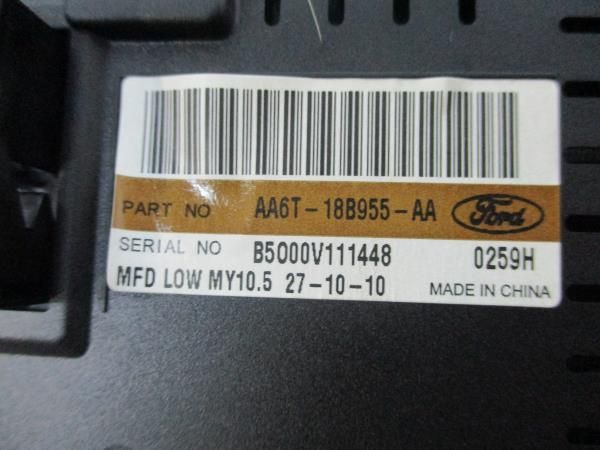 PART NO AA6T-18B955-AA Ford
SERIAL NO B5000V111448 0259H
MFD LOW MY10.5 27-10-10 MADE IN CHINA